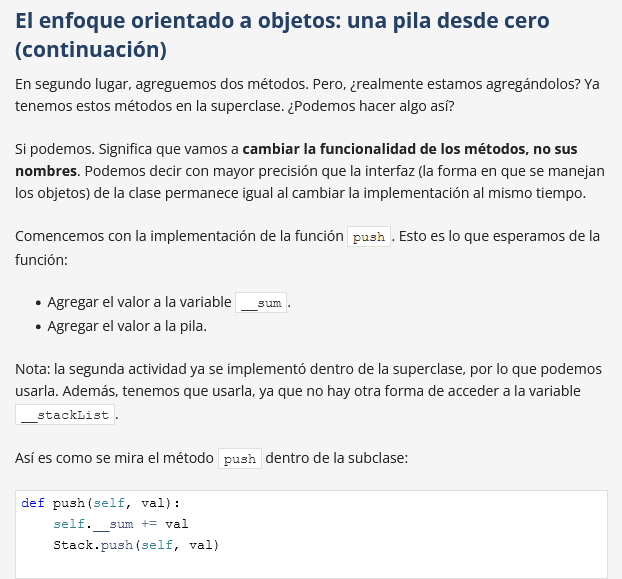 El enfoque orientado a objetos: una pila desde cero
(continuación)
En segundo lugar, agreguemos dos métodos. Pero, ¿realmente estamos agregándolos? Ya
tenemos estos métodos en la superclase. ¿Podemos hacer algo así?
Si podemos. Significa que vamos a cambiar la funcionalidad de los métodos, no sus
nombres. Podemos decir con mayor precisión que la interfaz (la forma en que se manejan
los objetos) de la clase permanece igual al cambiar la implementación al mismo tiempo.
Comencemos con la implementación de la función push. Esto es lo que esperamos de la
función:
• Agregar el valor a la variable __sum.
• Agregar el valor a la pila.
Nota: la segunda actividad ya se implementó dentro de la superclase, por lo que podemos
usarla. Además, tenemos que usarla, ya que no hay otra forma de acceder a la variable
__stackList.
Así es como se mira el método push dentro de la subclase:
def push(self, val):
    self.__sum += val
    Stack.push(self, val)